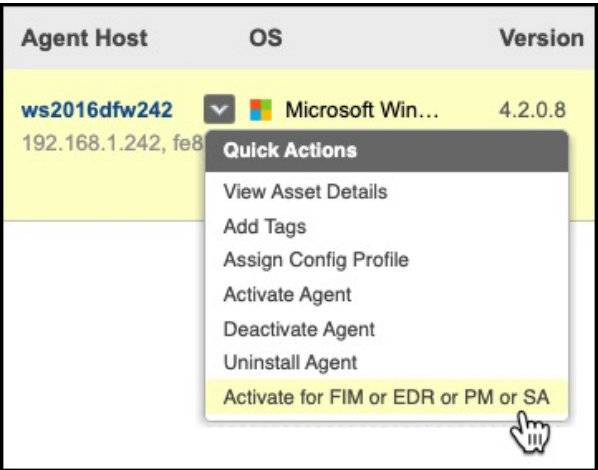 Agent Host OS Version
ws2016dfw242 Microsoft Win… 4.2.0.8
192.168.1.242, fe8
Quick Actions
View Asset Details
Add Tags
Assign Config Profile
Activate Agent
Deactivate Agent
Uninstall Agent
Activate for FIM or EDR or PM or SA